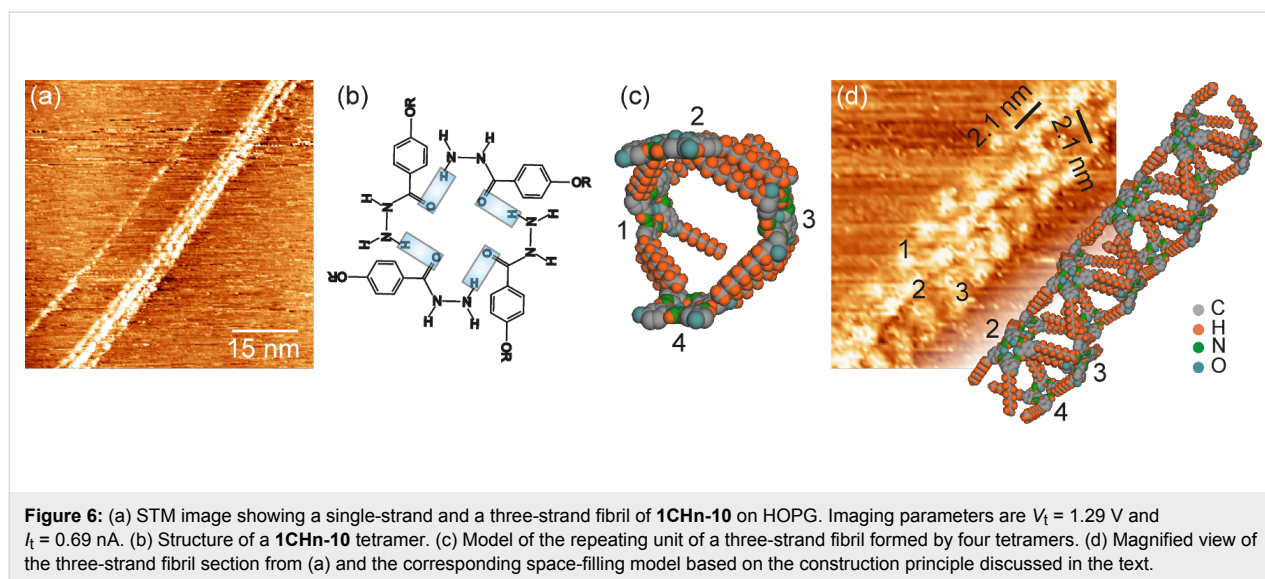 (a)
15 nm
(b)
OR
H
H
N—N
H
O
O
OR
H
N—H
N
H
N
H
N
N
H
H
O
O
RO
H
N—N
H
H
OR
(c)
2
1
3
4
(d)
2.1 nm
2.1 nm
1
2
3
2
3
4
C
H
N
O
Figure 6: (a) STM image showing a single-strand and a three-strand fibril of 1CHn-10 on HOPG. Imaging parameters are Vt = 1.29 V and
It = 0.69 nA. (b) Structure of a 1CHn-10 tetramer. (c) Model of the repeating unit of a three-strand fibril formed by four tetramers. (d) Magnified view of
the three-strand fibril section from (a) and the corresponding space-filling model based on the construction principle discussed in the text.